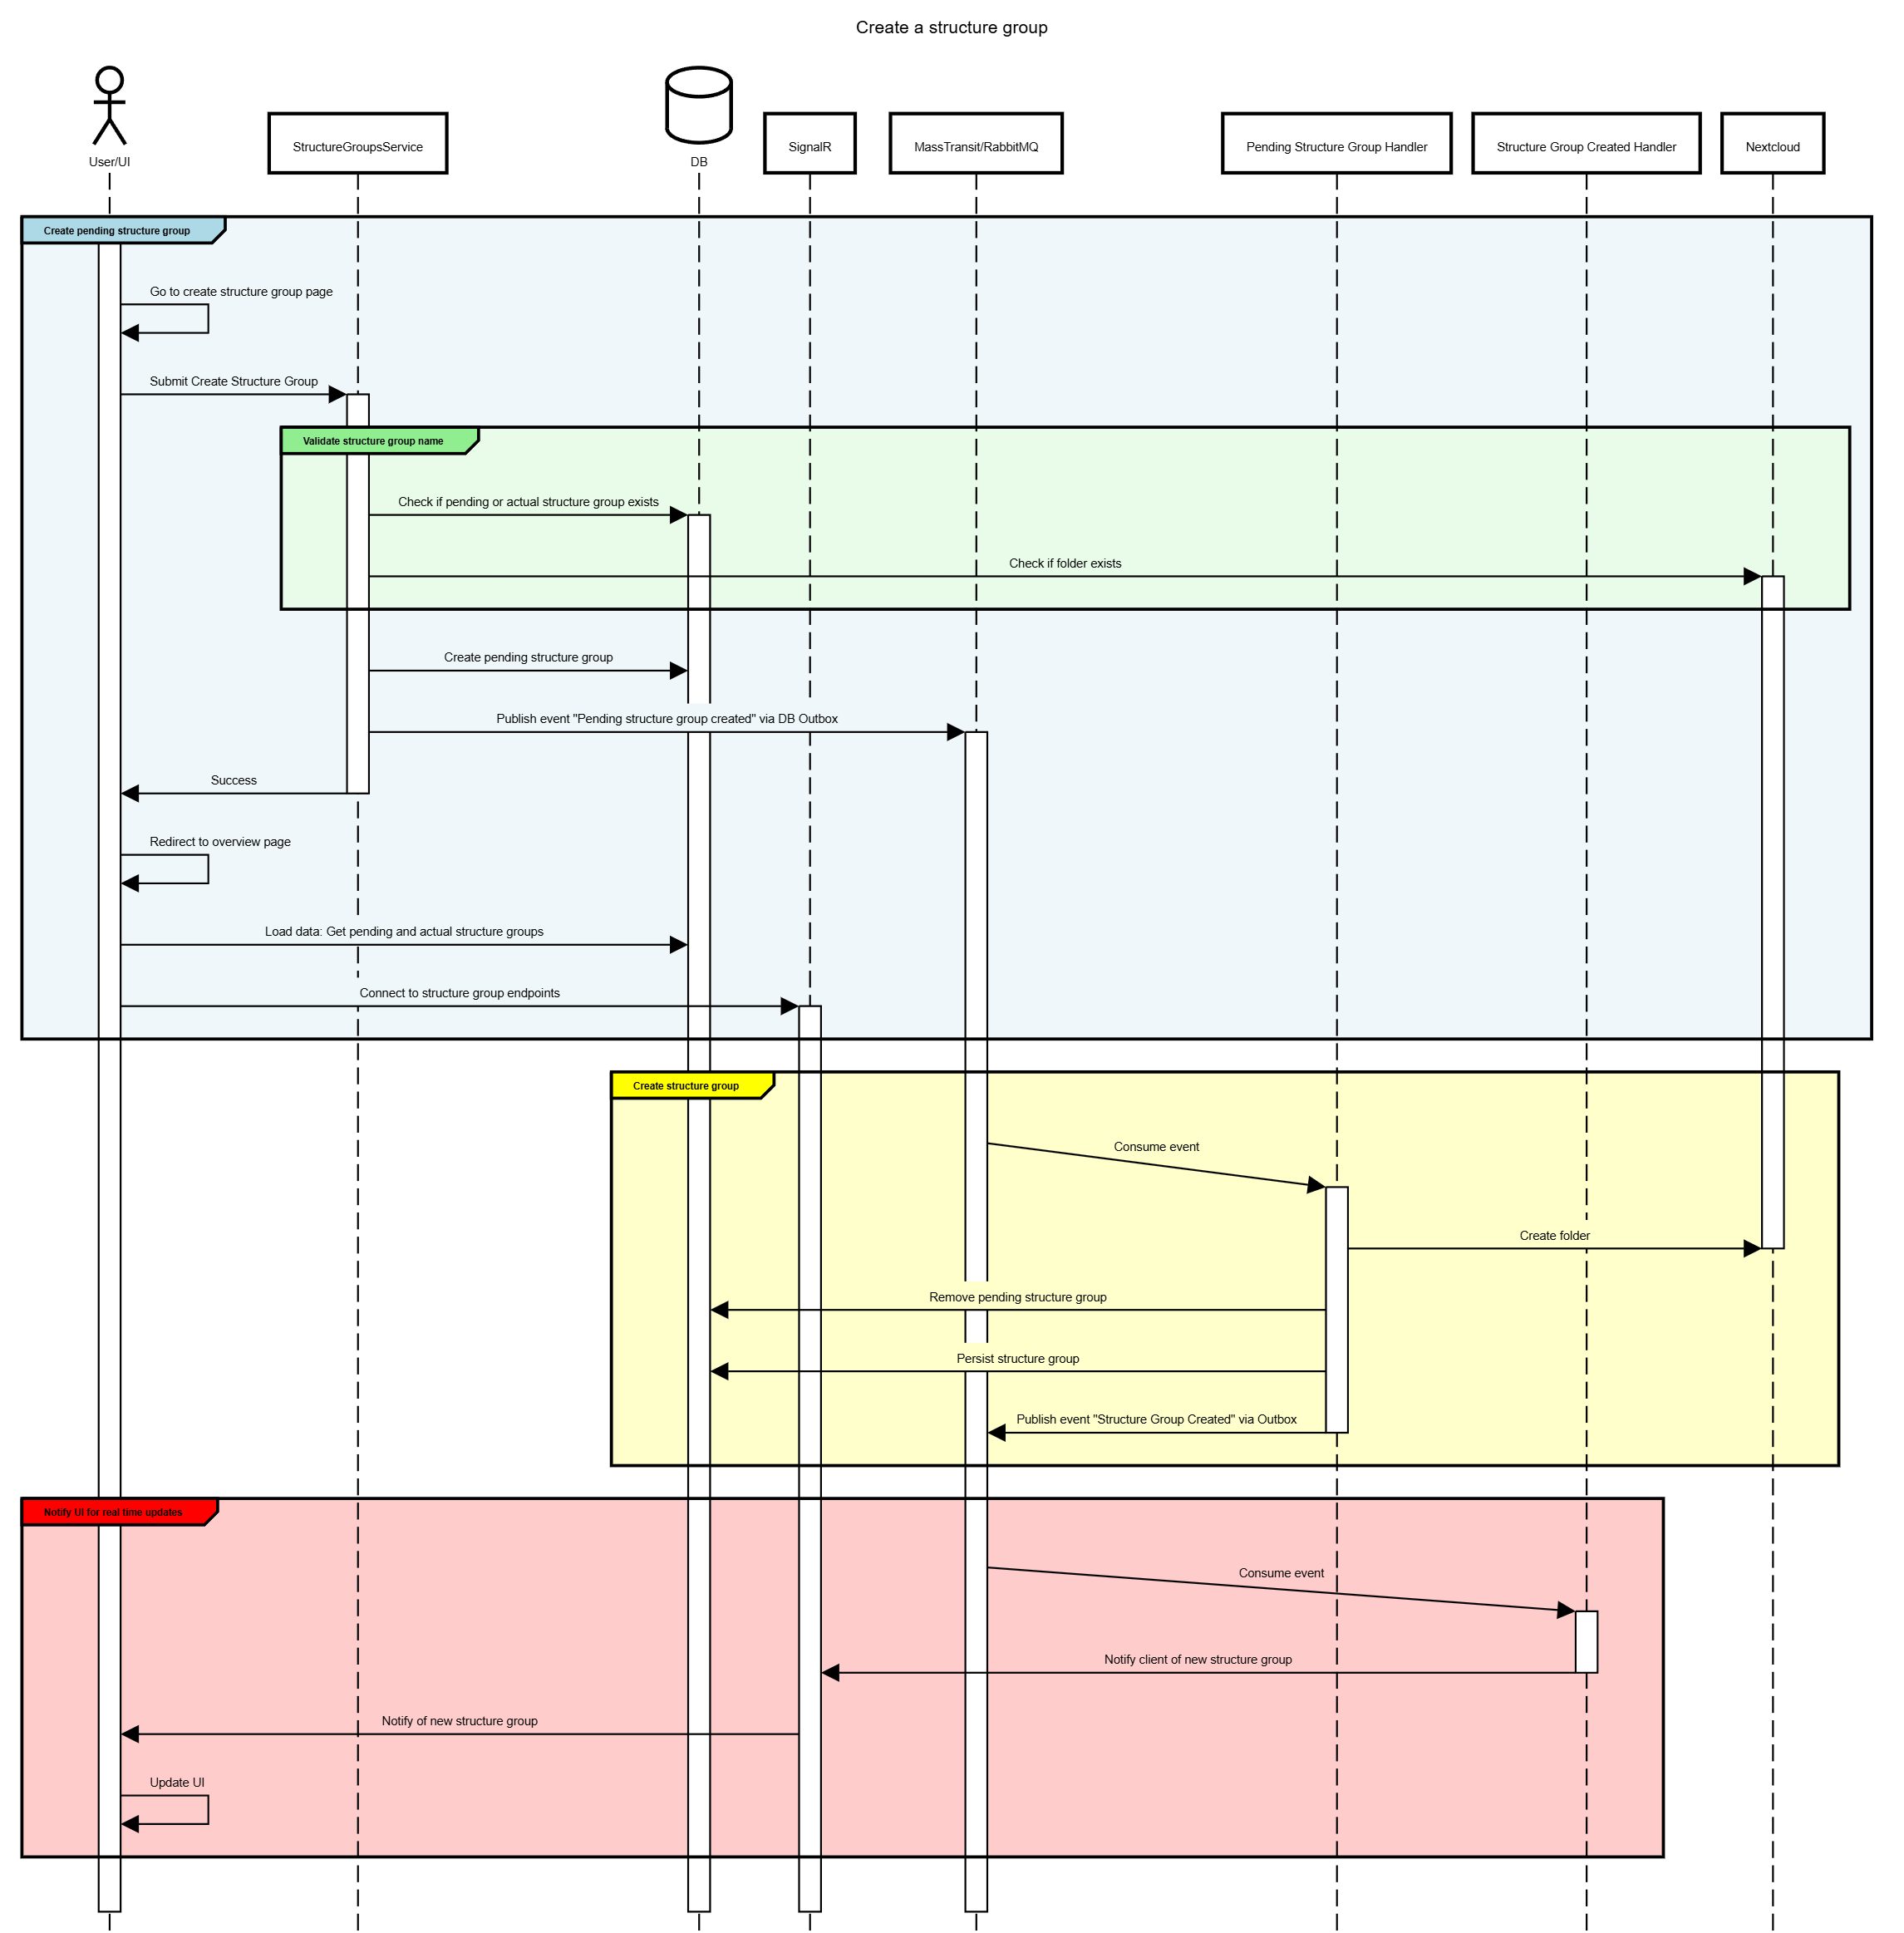 Create a structure group
User/UI
StructureGroupsService
DB
SignalR
MassTransit/RabbitMQ
Pending Structure Group Handler
Structure Group Created Handler
Nextcloud
Create pending structure group
Go to create structure group page
Submit Create Structure Group
Validate structure group name
Check if pending or actual structure group exists
Check if folder exists
Create pending structure group
Publish event "Pending structure group created" via DB Outbox
Success
Redirect to overview page
Load data: Get pending and actual structure groups
Connect to structure group endpoints
Create structure group
Consume event
Create folder
Remove pending structure group
Persist structure group
Publish event "Structure Group Created" via Outbox
Notify UI for real time updates
Consume event
Notify client of new structure group
Notify of new structure group
Update UI